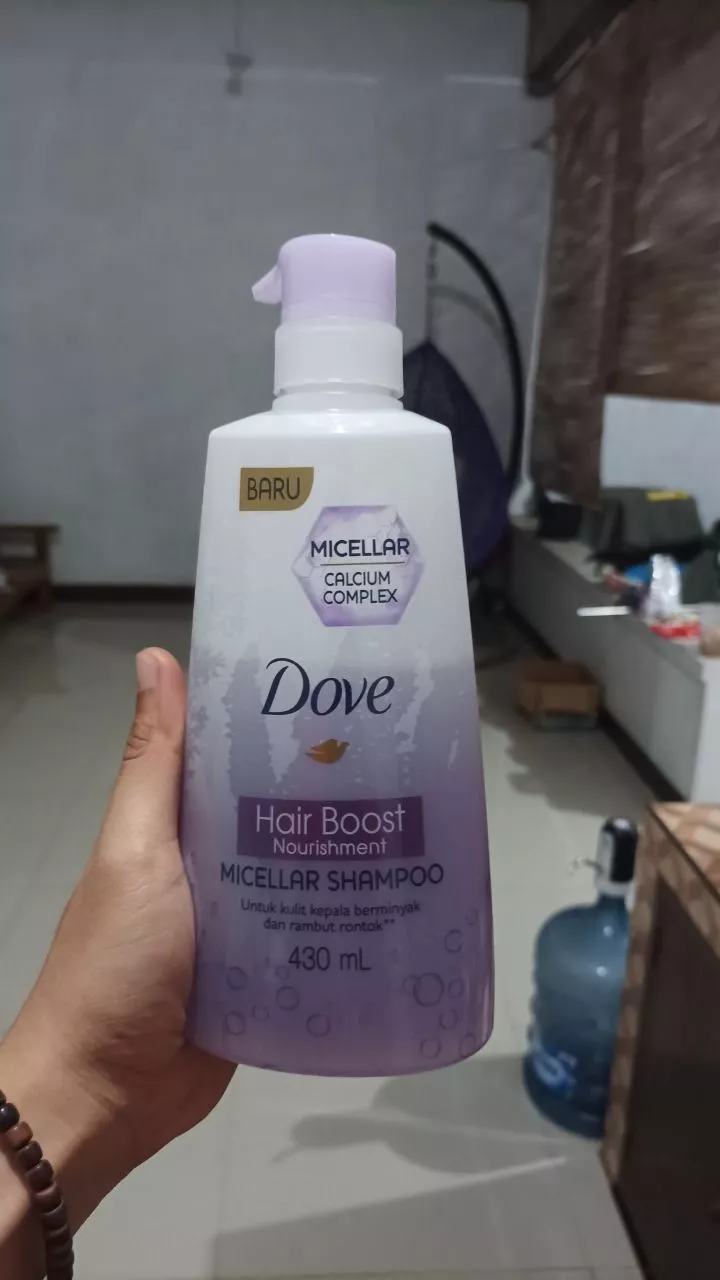 BARU
MICELLAR
CALCIUM
COMPLEX
Dove
Hair Boost
Nourishment
MICELLAR SHAMPOO
Untuk kulit kepala berminyak
dan rambut rontok**
430 mL